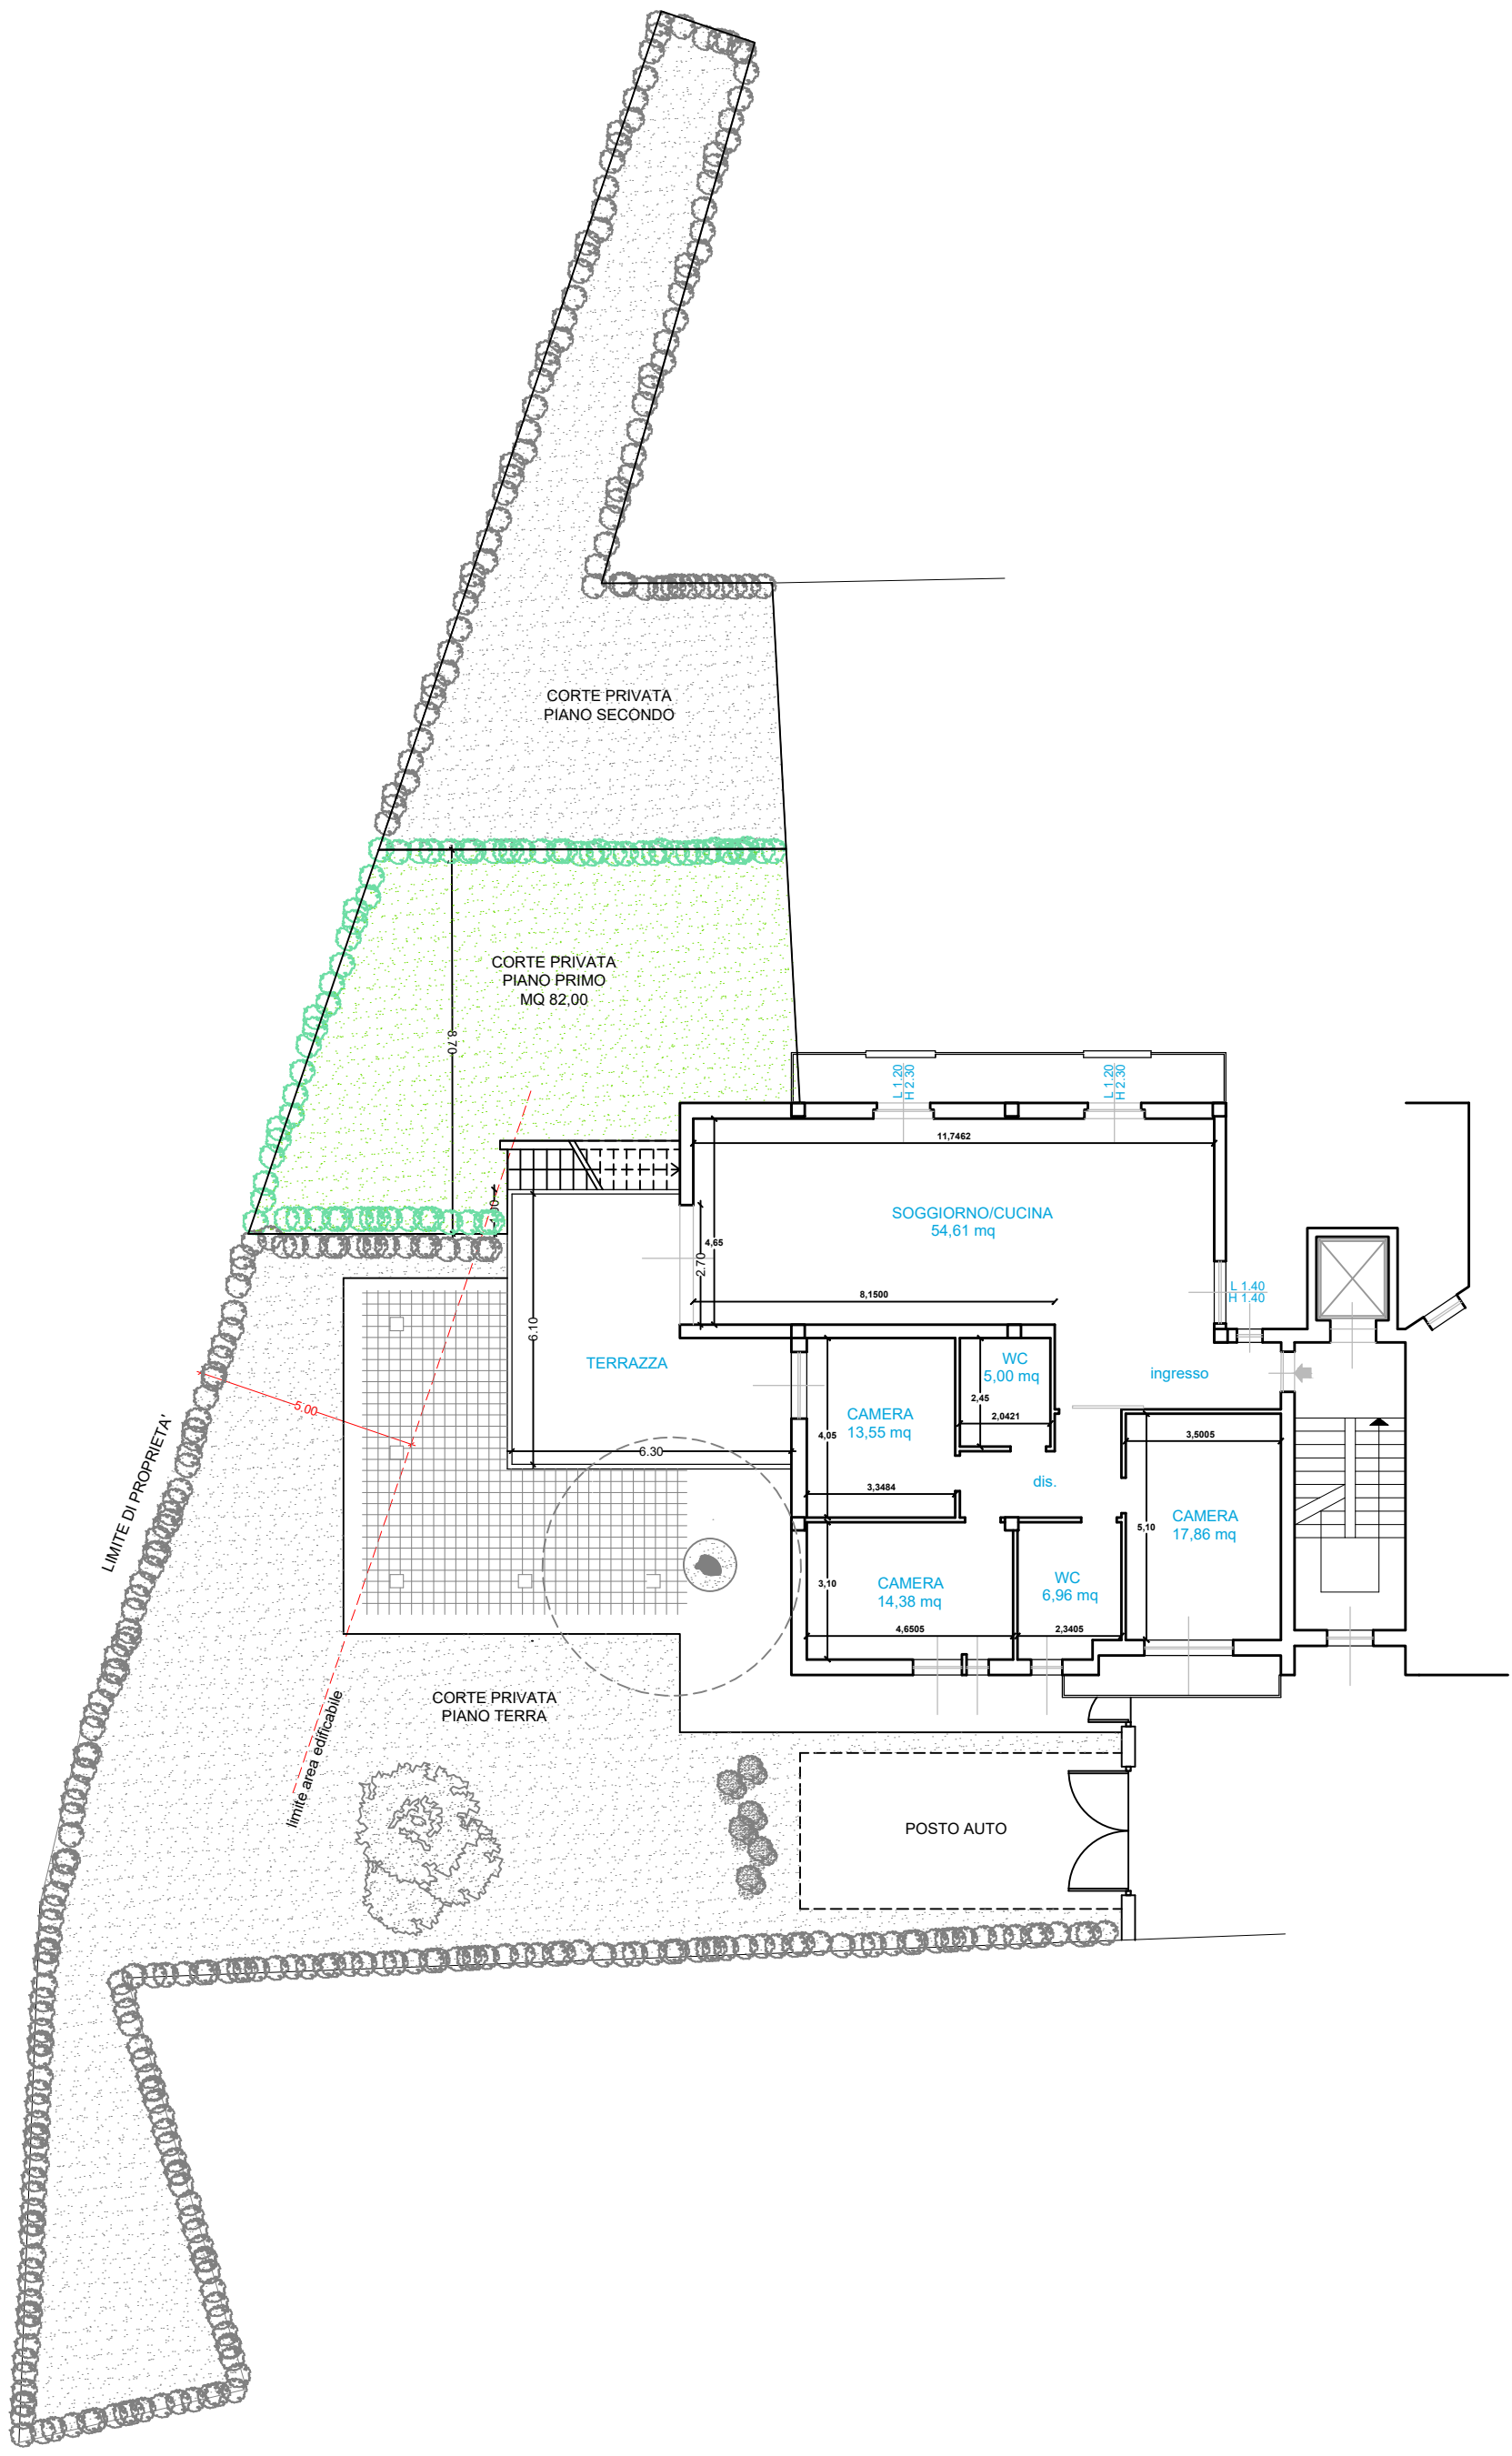 CORTE PRIVATA
PIANO SECONDO
CORTE PRIVATA
PIANO PRIMO
MQ 82,00
8.70
L 1.20
H 2.30
L 1.20
H 2.30
11,7462
SOGGIORNO/CUCINA
54,61 mq
4,65
2.70
8,1500
L 1.40
H 1.40
6.10
TERRAZZA
6.30
WC
5,00 mq
2,45
2,0421
ingresso
CAMERA
13,55 mq
4,05
3,3484
3,5005
dis.
CAMERA
17,86 mq
5,10
5.00
LIMITE DI PROPRIETA'
CAMERA
14,38 mq
3,10
4,6505
WC
6,96 mq
2,3405
CORTE PRIVATA
PIANO TERRA
limite area edificabile
POSTO AUTO